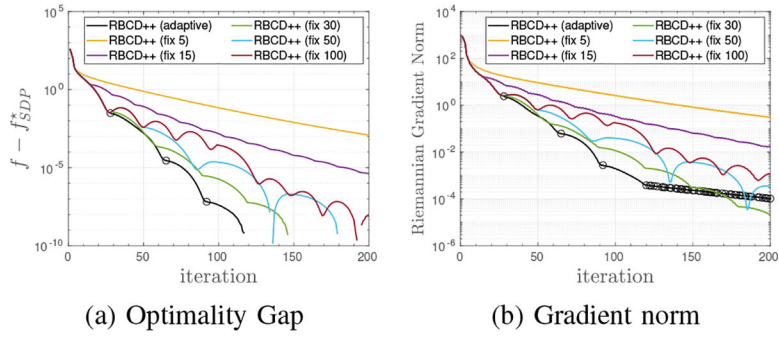 RBCD++ (adaptive)
RBCD++ (fix 5)
RBCD++ (fix 15)
RBCD++ (fix 30)
RBCD++ (fix 50)
RBCD++ (fix 100)
10^0
10^-5
10^-10
f − f*_SDP
0 50 100 150 200
iteration
(a) Optimality Gap
RBCD++ (adaptive)
RBCD++ (fix 5)
RBCD++ (fix 15)
RBCD++ (fix 30)
RBCD++ (fix 50)
RBCD++ (fix 100)
10^4
10^2
10^0
10^-2
10^-4
10^-6
Riemannian Gradient Norm
0 50 100 150 200
iteration
(b) Gradient norm